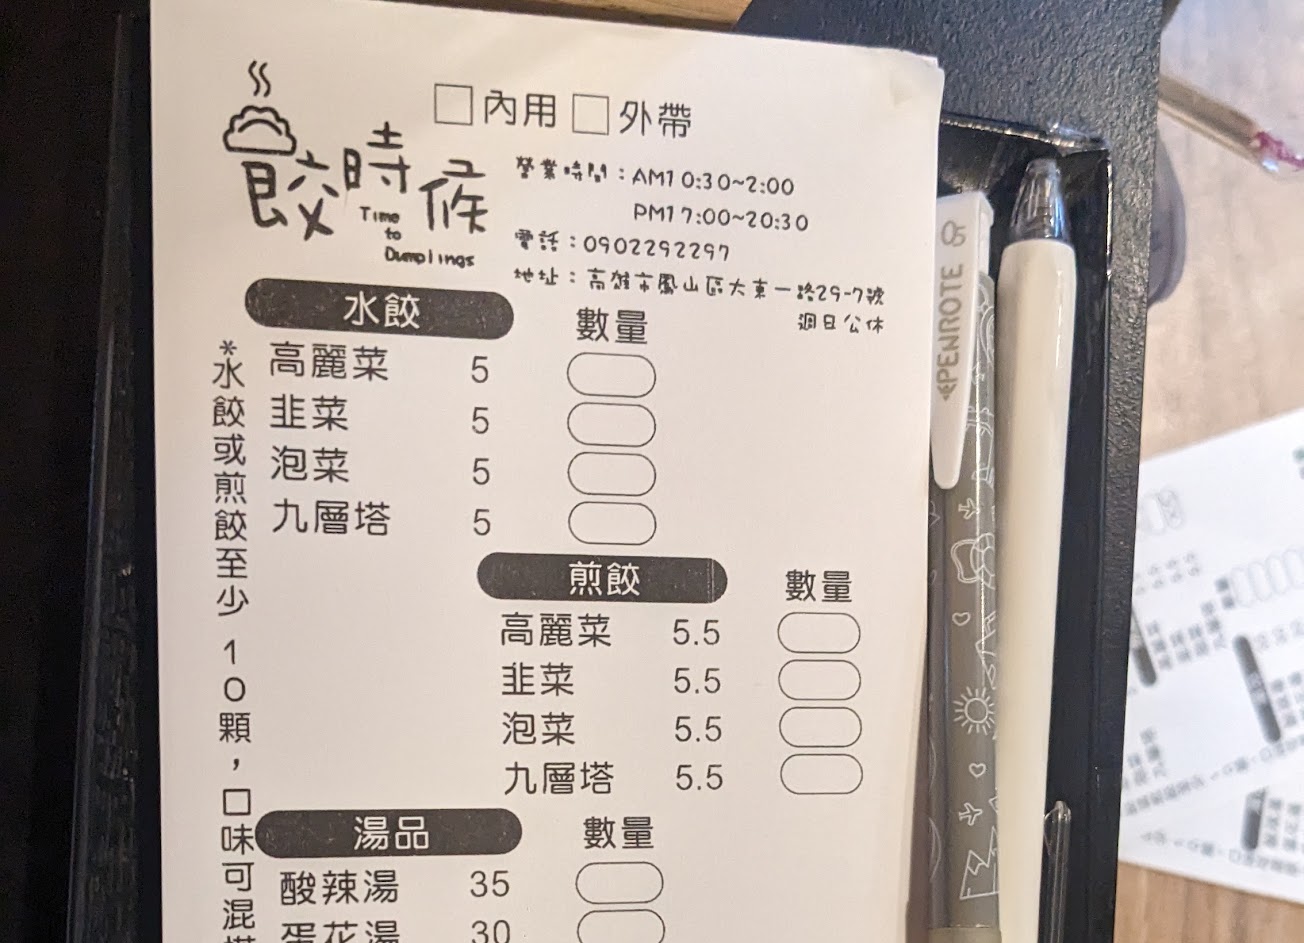 □內用 □外帶
餃時候
Time
to
Dumplings
營業時間：AM10:30~2:00
PM17:00~20:30
電話：0902292297
地址：高雄市鳳山區大東一路29-7號
週日公休
水餃 數量
高麗菜 5
韭菜 5
泡菜 5
九層塔 5
煎餃 數量
高麗菜 5.5
韭菜 5.5
泡菜 5.5
九層塔 5.5
湯品 數量
酸辣湯 35
蛋花湯 30
*水餃或煎餃至少10顆，口味可混搭
PENROTE 05